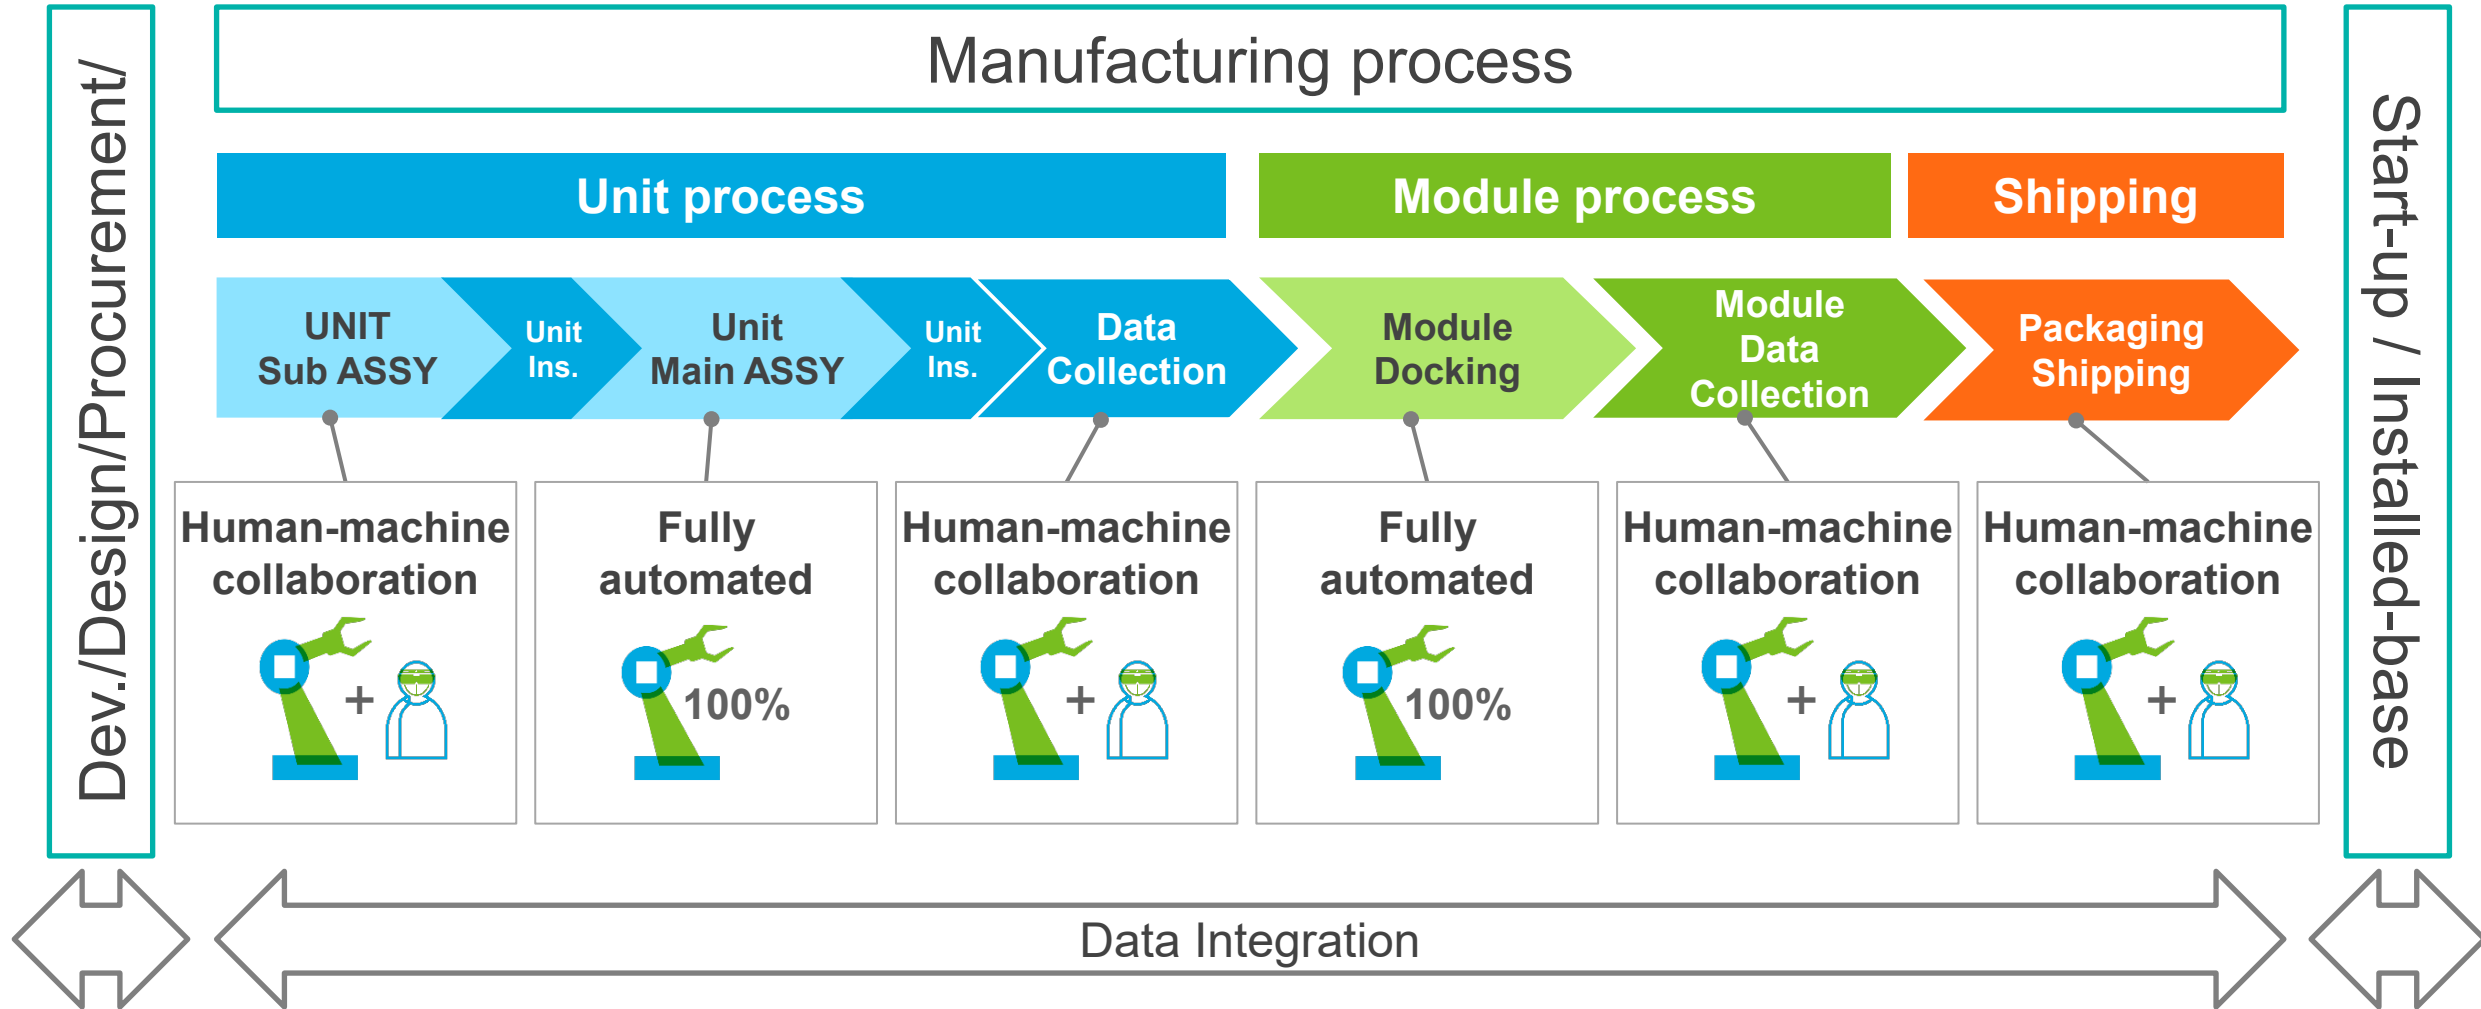 Dev./Design/Procurement/
Manufacturing process
Unit process
Module process
Shipping
UNIT
Sub ASSY
Unit
Ins.
Unit
Main ASSY
Unit
Ins.
Data
Collection
Module
Docking
Module
Data
Collection
Packaging
Shipping
Human-machine
collaboration
+
Fully
automated
100%
Human-machine
collaboration
+
Fully
automated
100%
Human-machine
collaboration
+
Human-machine
collaboration
+
Start-up / Installed-base
Data Integration